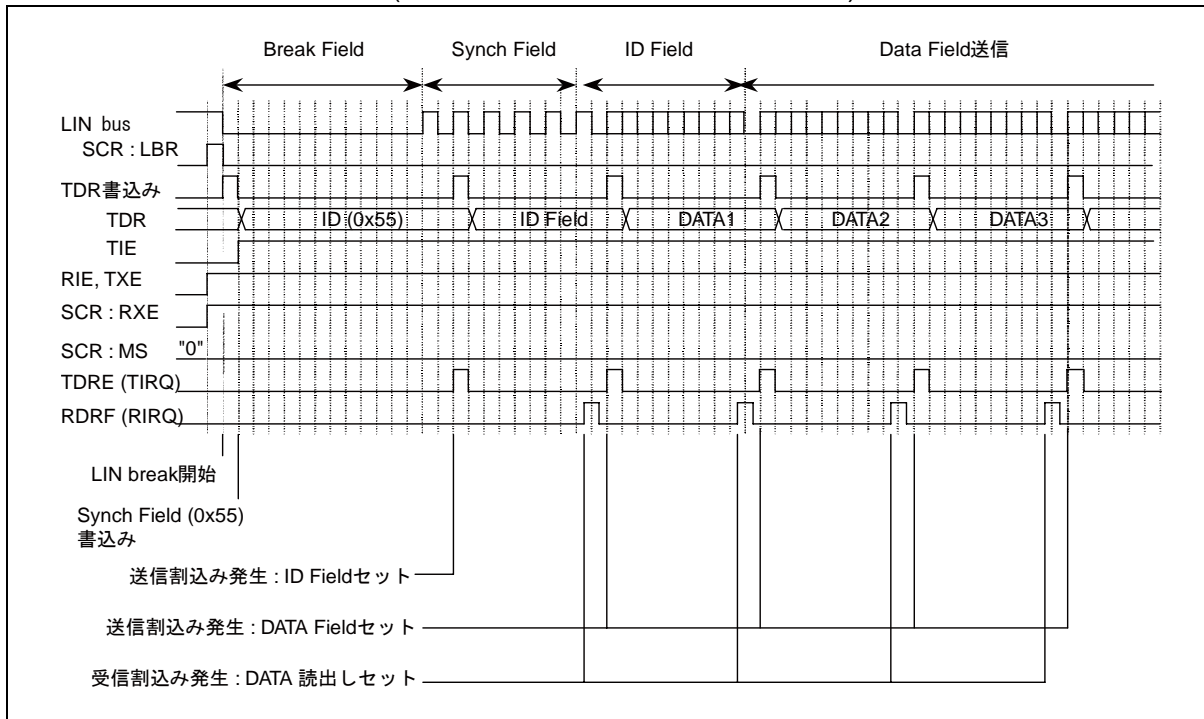 Break Field Synch Field ID Field Data Field送信
LIN bus
SCR : LBR
TDR書込み
TDR ID (0x55) ID Field DATA1 DATA2 DATA3
TIE
RIE, TXE
SCR : RXE
SCR : MS "0"
TDRE (TIRQ)
RDRF (RIRQ)
LIN break開始
Synch Field (0x55)
書込み
送信割込み発生 : ID Fieldセット
送信割込み発生 : DATA Fieldセット
受信割込み発生 : DATA 読出しセット